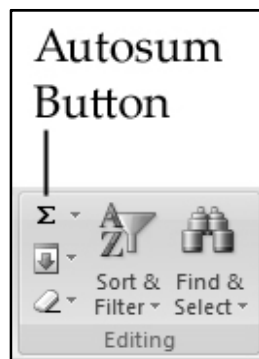 Autosum
Button
Σ
A
Z
Sort &
Filter
Find &
Select
Editing